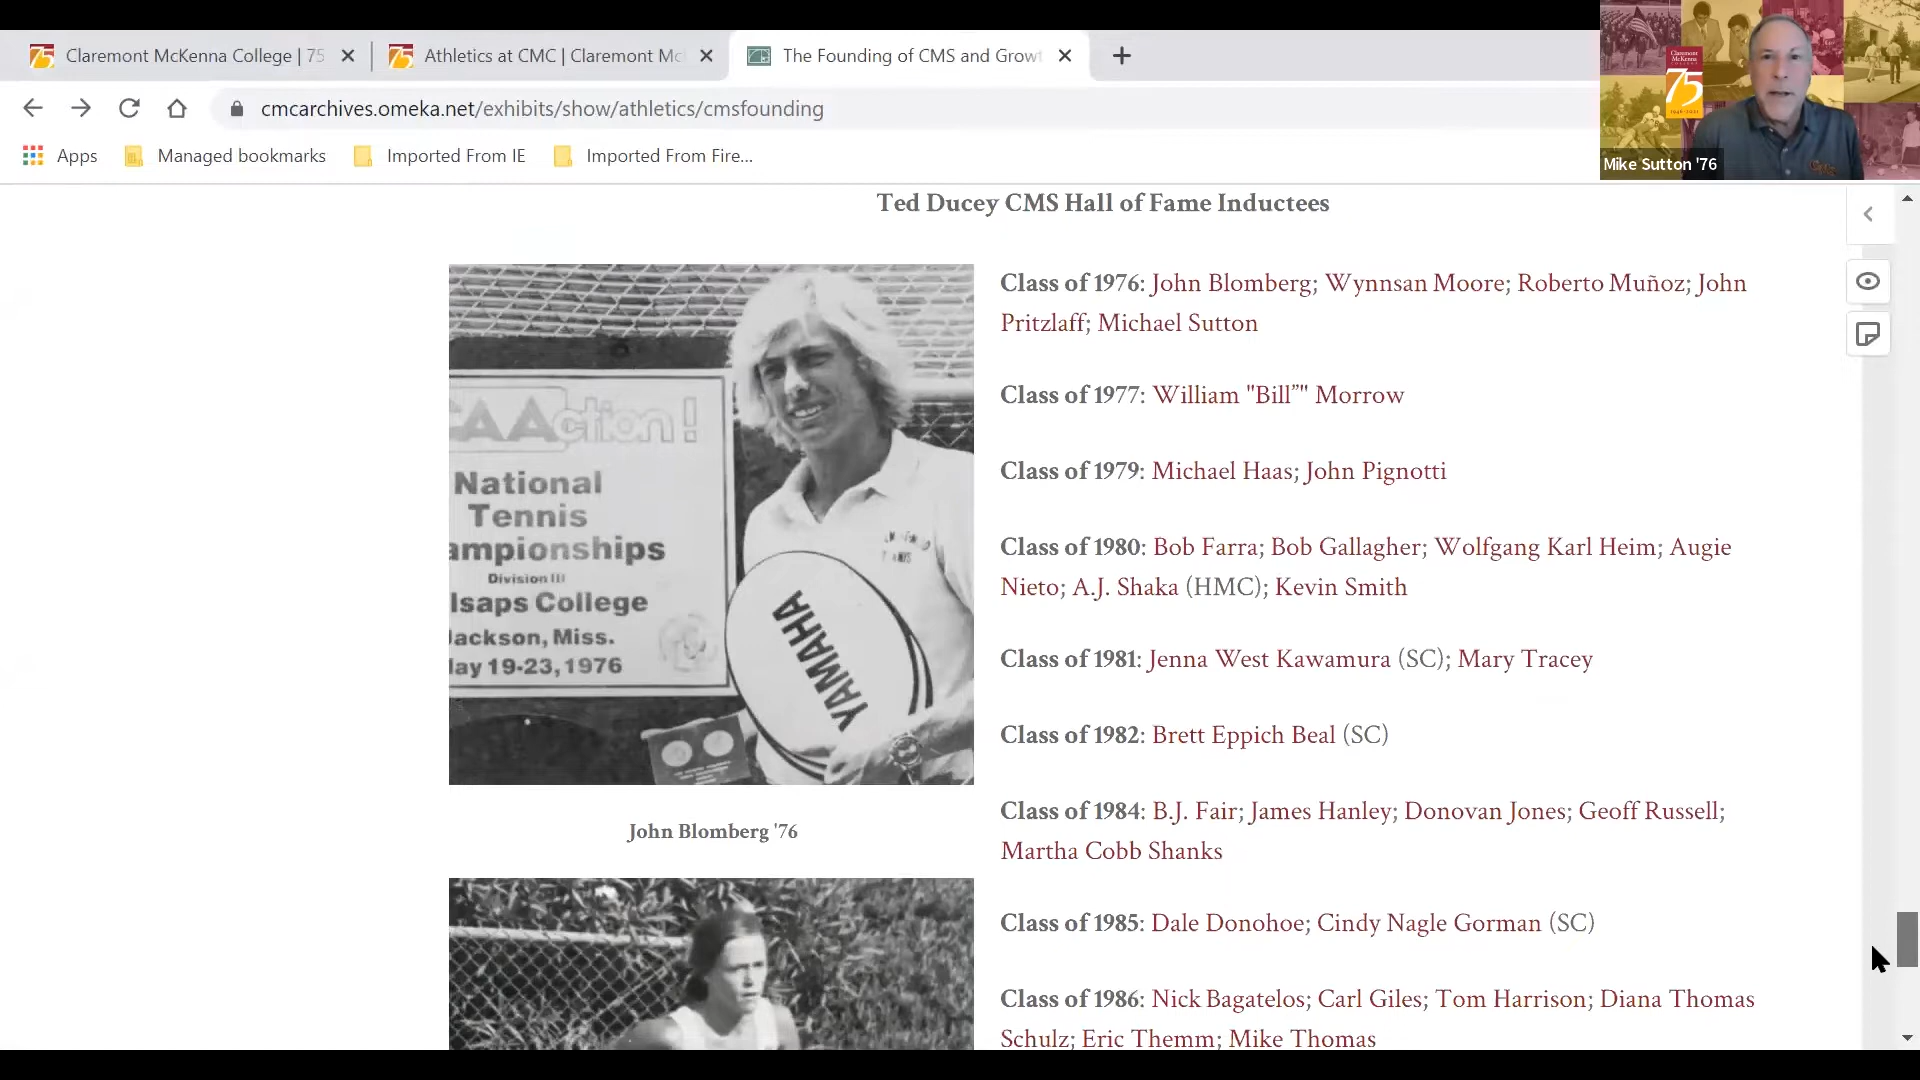 Claremont McKenna College | 75
Athletics at CMC | Claremont Mc
The Founding of CMS and Growt
cmcarchives.omeka.net/exhibits/show/athletics/cmsfounding
Apps
Managed bookmarks
Imported From IE
Imported From Fire...
Claremont
McKenna
75
Mike Sutton '76
Ted Ducey CMS Hall of Fame Inductees
CAAction!
National
Tennis
ampionships
Division III
lsaps College
Jackson, Miss.
lay 19-23, 1976
YAMAHA
John Blomberg '76
Class of 1976: John Blomberg; Wynnsan Moore; Roberto Muñoz; John
Pritzlaff; Michael Sutton
Class of 1977: William "Bill”" Morrow
Class of 1979: Michael Haas; John Pignotti
Class of 1980: Bob Farra; Bob Gallagher; Wolfgang Karl Heim; Augie
Nieto; A.J. Shaka (HMC); Kevin Smith
Class of 1981: Jenna West Kawamura (SC); Mary Tracey
Class of 1982: Brett Eppich Beal (SC)
Class of 1984: B.J. Fair; James Hanley; Donovan Jones; Geoff Russell;
Martha Cobb Shanks
Class of 1985: Dale Donohoe; Cindy Nagle Gorman (SC)
Class of 1986: Nick Bagatelos; Carl Giles; Tom Harrison; Diana Thomas
Schulz; Eric Themm; Mike Thomas